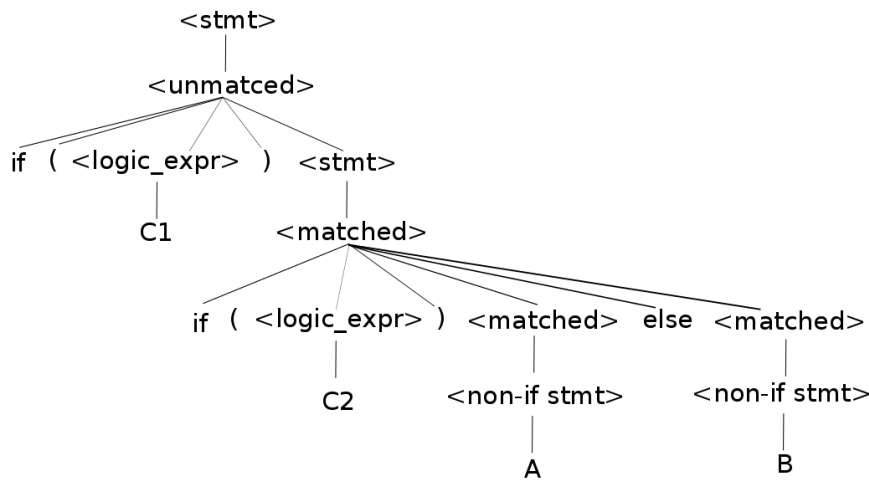 <stmt>
<unmatced>
if ( <logic_expr> ) <stmt>
C1 <matched>
if ( <logic_expr> ) <matched> else <matched>
C2 <non-if stmt> <non-if stmt>
A B